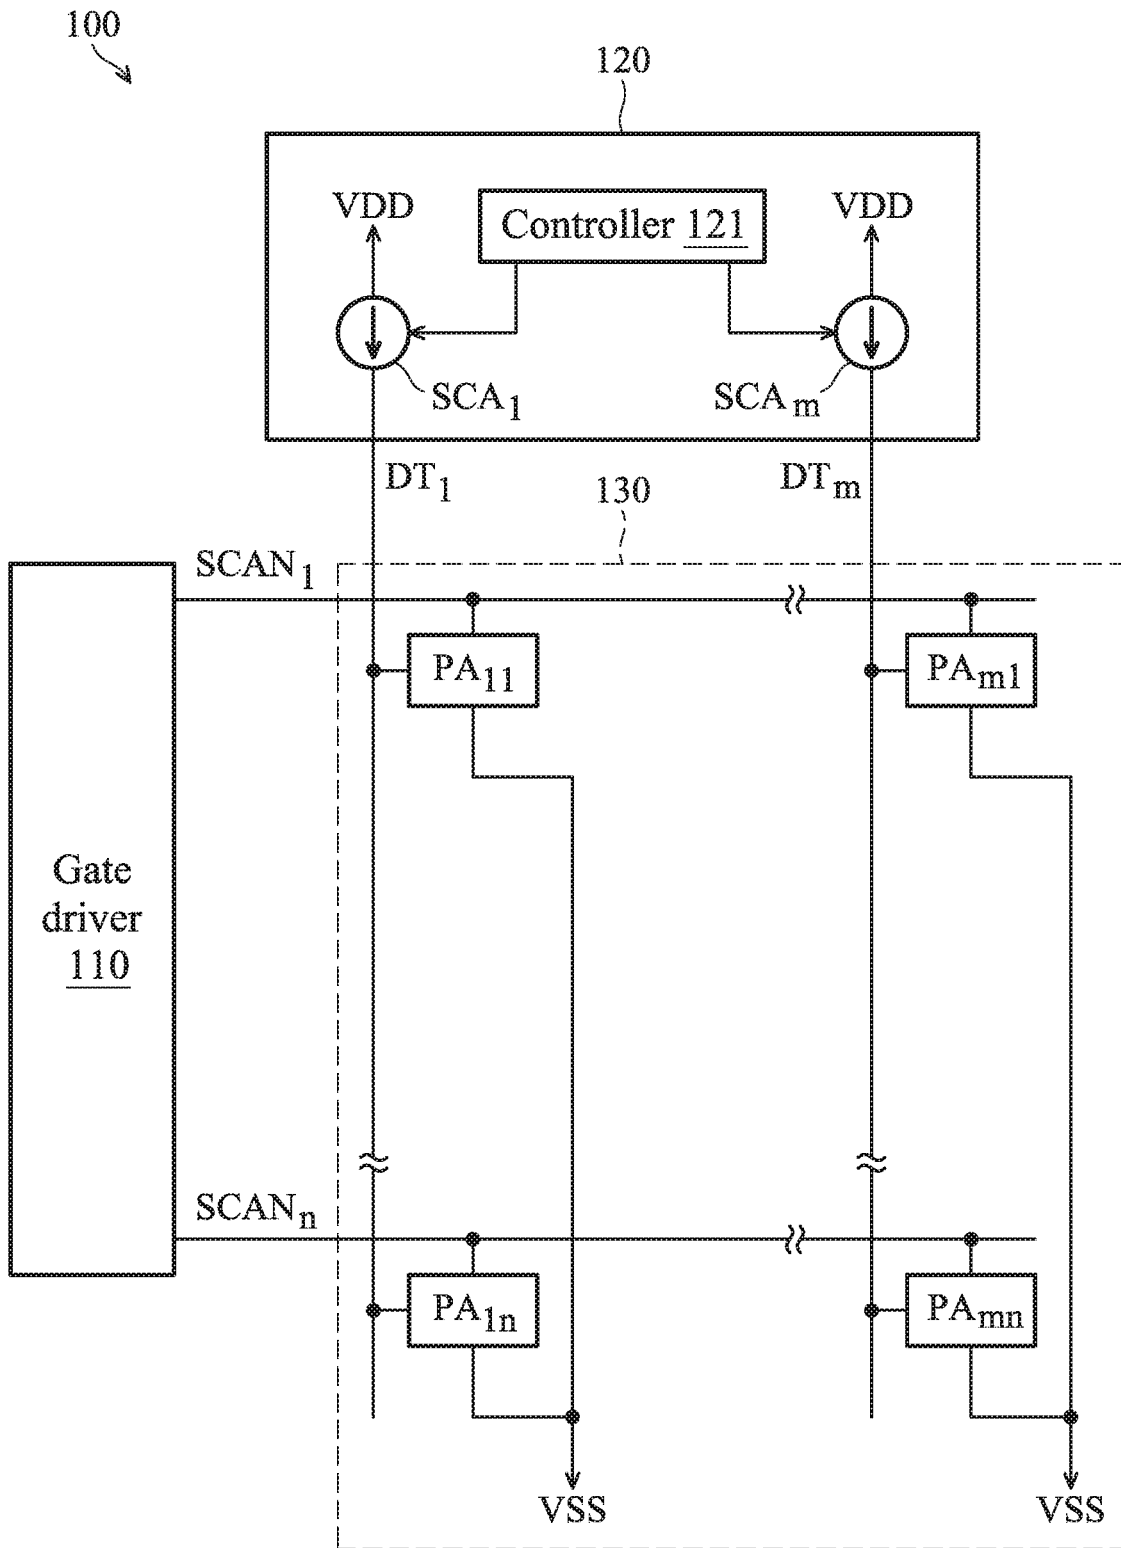 100
120
VDD
Controller 121
VDD
SCA1
SCAm
DT1
DTm
130
SCAN1
PA11
PAm1
Gate
driver
110
SCANn
PA1n
PAmn
VSS
VSS